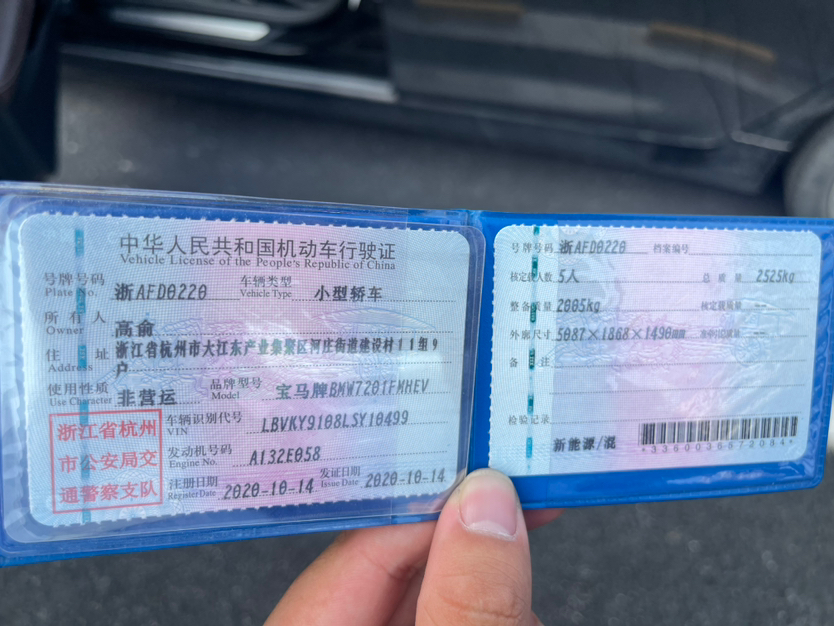 中华人民共和国机动车行驶证
Vehicle License of the People's Republic of China
号牌号码 浙AFD0220 车辆类型 小型轿车
Plate No. Vehicle Type
所有人 高俞
Owner
住址 浙江省杭州市大江东产业集聚区河庄街道建设村11组9
户
Address
使用性质 非营运 品牌型号 宝马牌BMW7201FMHEV
Use Character Model
浙江省杭州
市公安局交
通警察支队
车辆识别代号 LBVKY9108LSY10499
VIN
发动机号码 A132E058
Engine No.
注册日期 2020-10-14 发证日期 2020-10-14
Register Date Issue Date
号牌号码 浙AFD0220 档案编号
核定载人数 5人 总质量 2525kg
整备质量 2005kg 核定载质量 --
外廓尺寸 5087×1868×1490mm 准牵引总质量 --
备注
检验记录
新能源/混
*3360036572084*